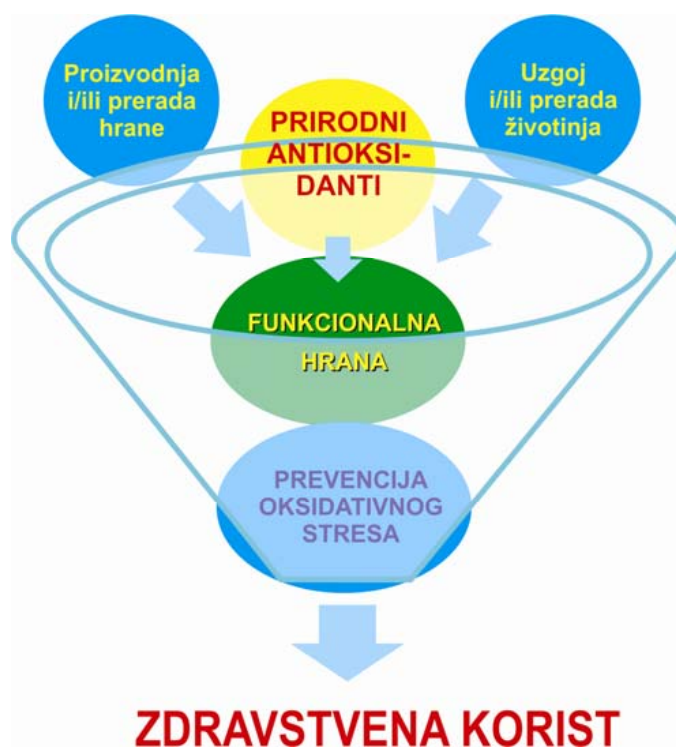 Proizvodnja
i/ili prerada
hrane
PRIRODNI
ANTIOKSI-
DANTI
Uzgoj
i/ili prerada
životinja
FUNKCIONALNA
HRANA
PREVENCIJA
OKSIDATIVNOG
STRESA
ZDRAVSTVENA KORIST